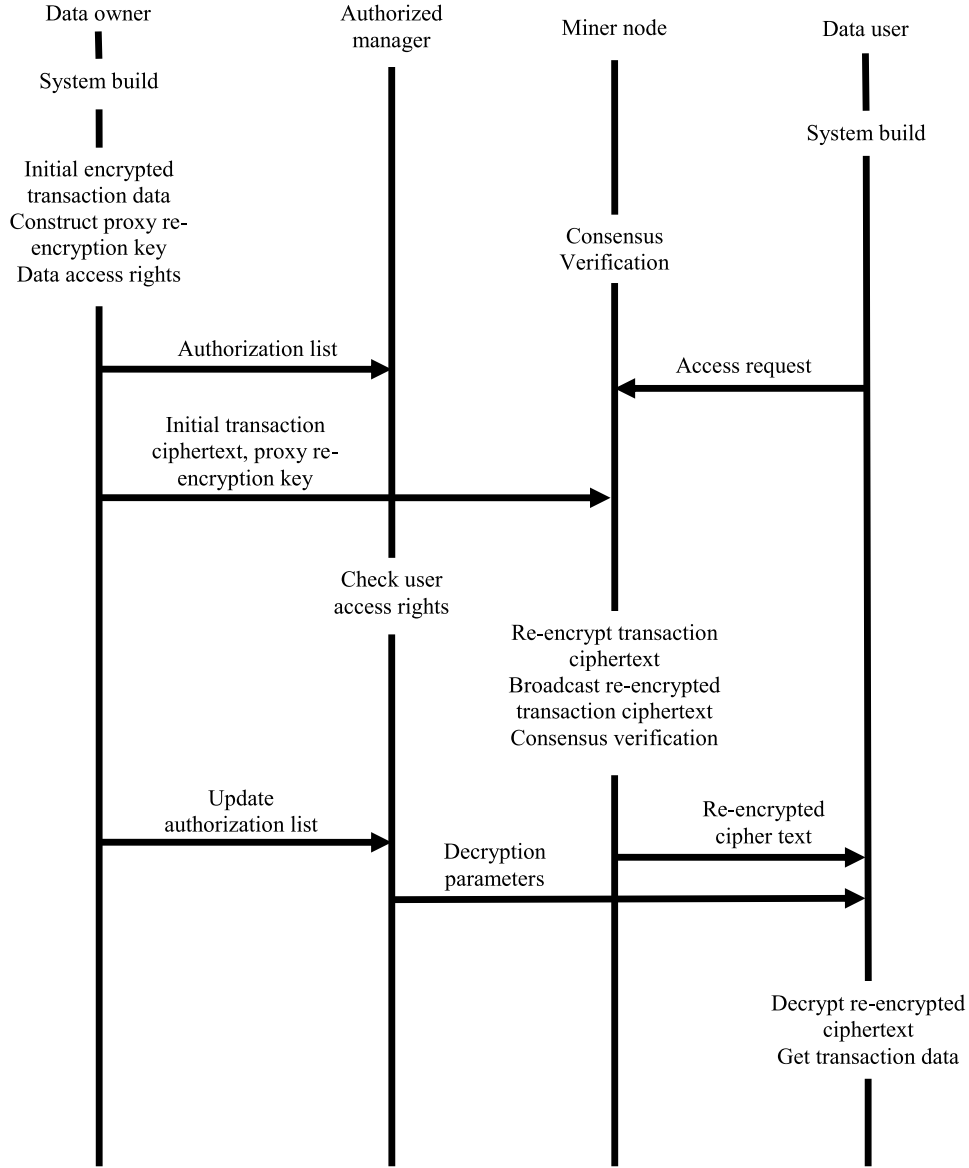 Data owner
Authorized
manager
Miner node
Data user
System build
System build
Initial encrypted
transaction data
Construct proxy re-
encryption key
Data access rights
Consensus
Verification
Authorization list
Access request
Initial transaction
ciphertext, proxy re-
encryption key
Check user
access rights
Re-encrypt transaction
ciphertext
Broadcast re-encrypted
transaction ciphertext
Consensus verification
Update
authorization list
Re-encrypted
cipher text
Decryption
parameters
Decrypt re-encrypted
ciphertext
Get transaction data